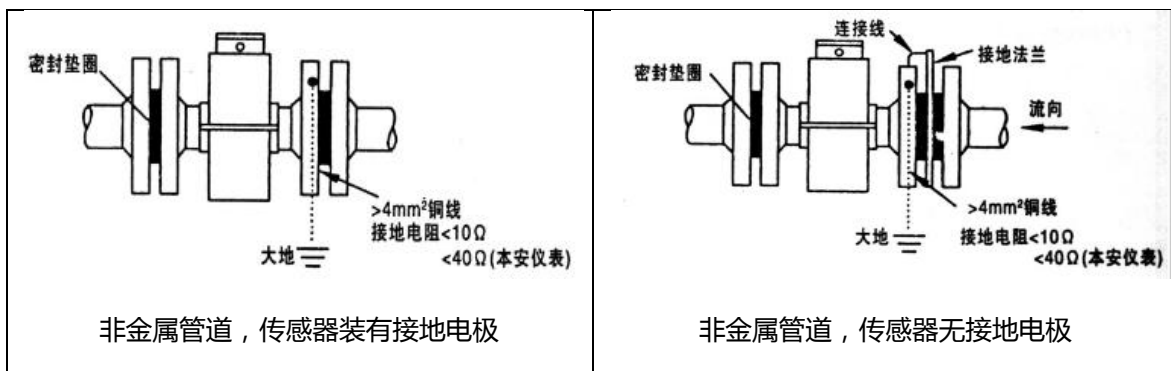 密封垫圈
>4mm²铜线
接地电阻<10Ω
<40Ω(本安仪表)
大地
非金属管道，传感器装有接地电极
连接线
接地法兰
密封垫圈
流向
>4mm²铜线
接地电阻<10Ω
<40Ω(本安仪表)
大地
非金属管道，传感器无接地电极